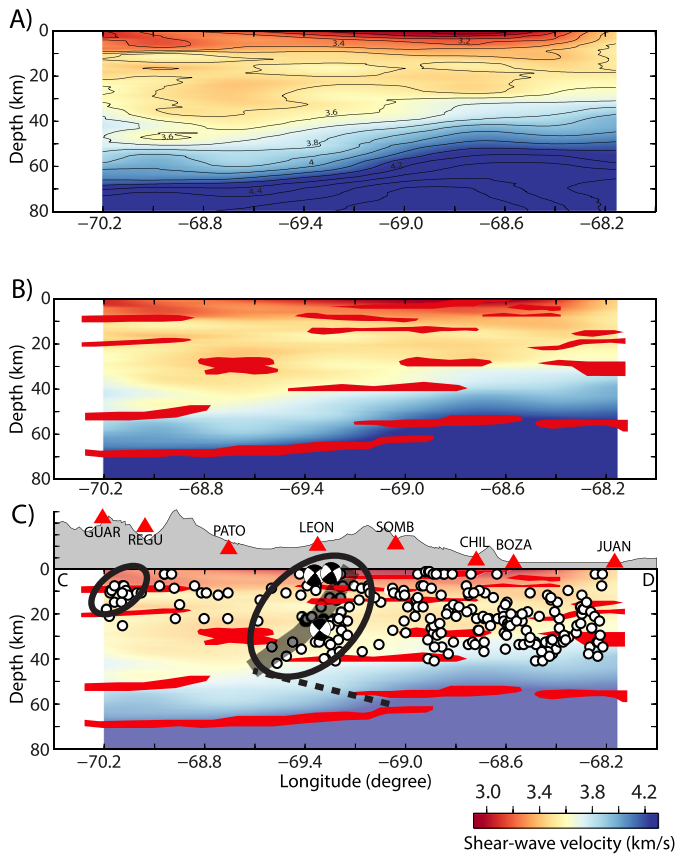 A)
0
20
40
60
80
Depth (km)
3.4
3.2
3.6
3.6
3.8
4
4.2
4.4
−70.2 −68.8 −69.4 −69.0 −68.6 −68.2
B)
0
20
40
60
80
Depth (km)
−70.2 −68.8 −69.4 −69.0 −68.6 −68.2
C)
GUAR REGU PATO LEON SOMB CHIL BOZA JUAN
C D
0
20
40
60
80
Depth (km)
−70.2 −68.8 −69.4 −69.0 −68.6 −68.2
Longitude (degree)
3.0 3.4 3.8 4.2
Shear-wave velocity (km/s)